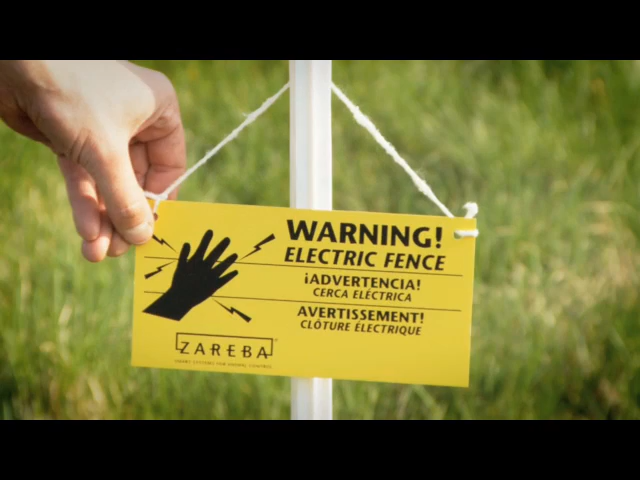 WARNING!
ELECTRIC FENCE
¡ADVERTENCIA!
CERCA ELÉCTRICA
AVERTISSEMENT!
CLÔTURE ÉLECTRIQUE
ZAREBA